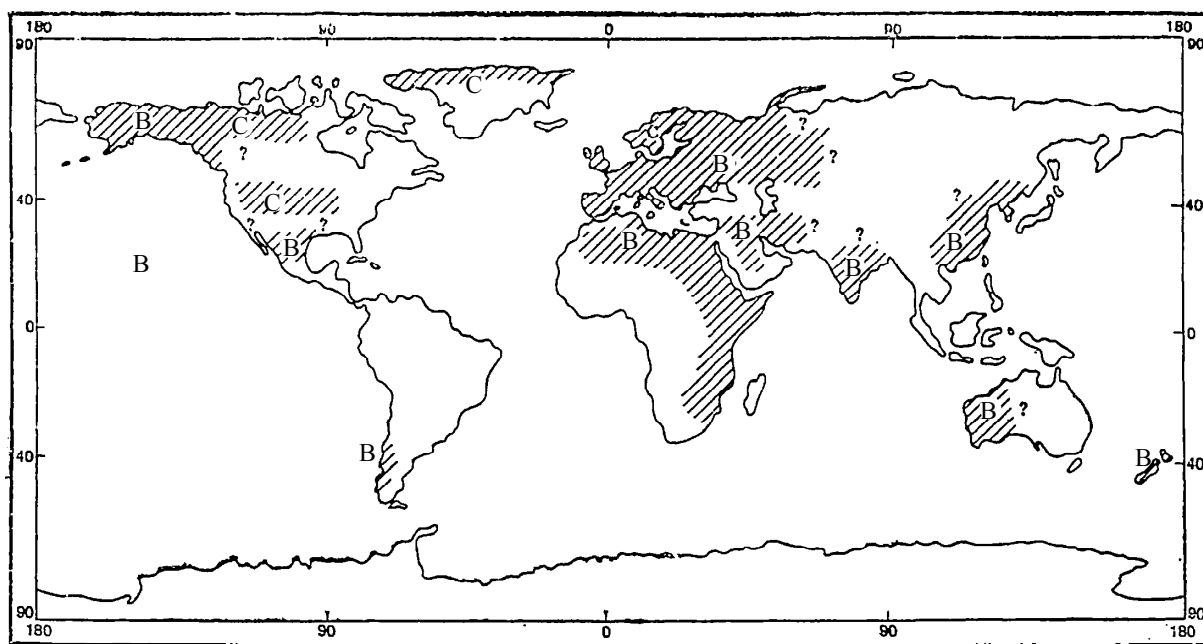 180 90 0 90 180
90 90
C
B C C ?
? B ?
40 C ? 40
? ? B B ? ? B
B B B
0 0
B ?
B
40 B 40
90 90
180 90 0 90 180